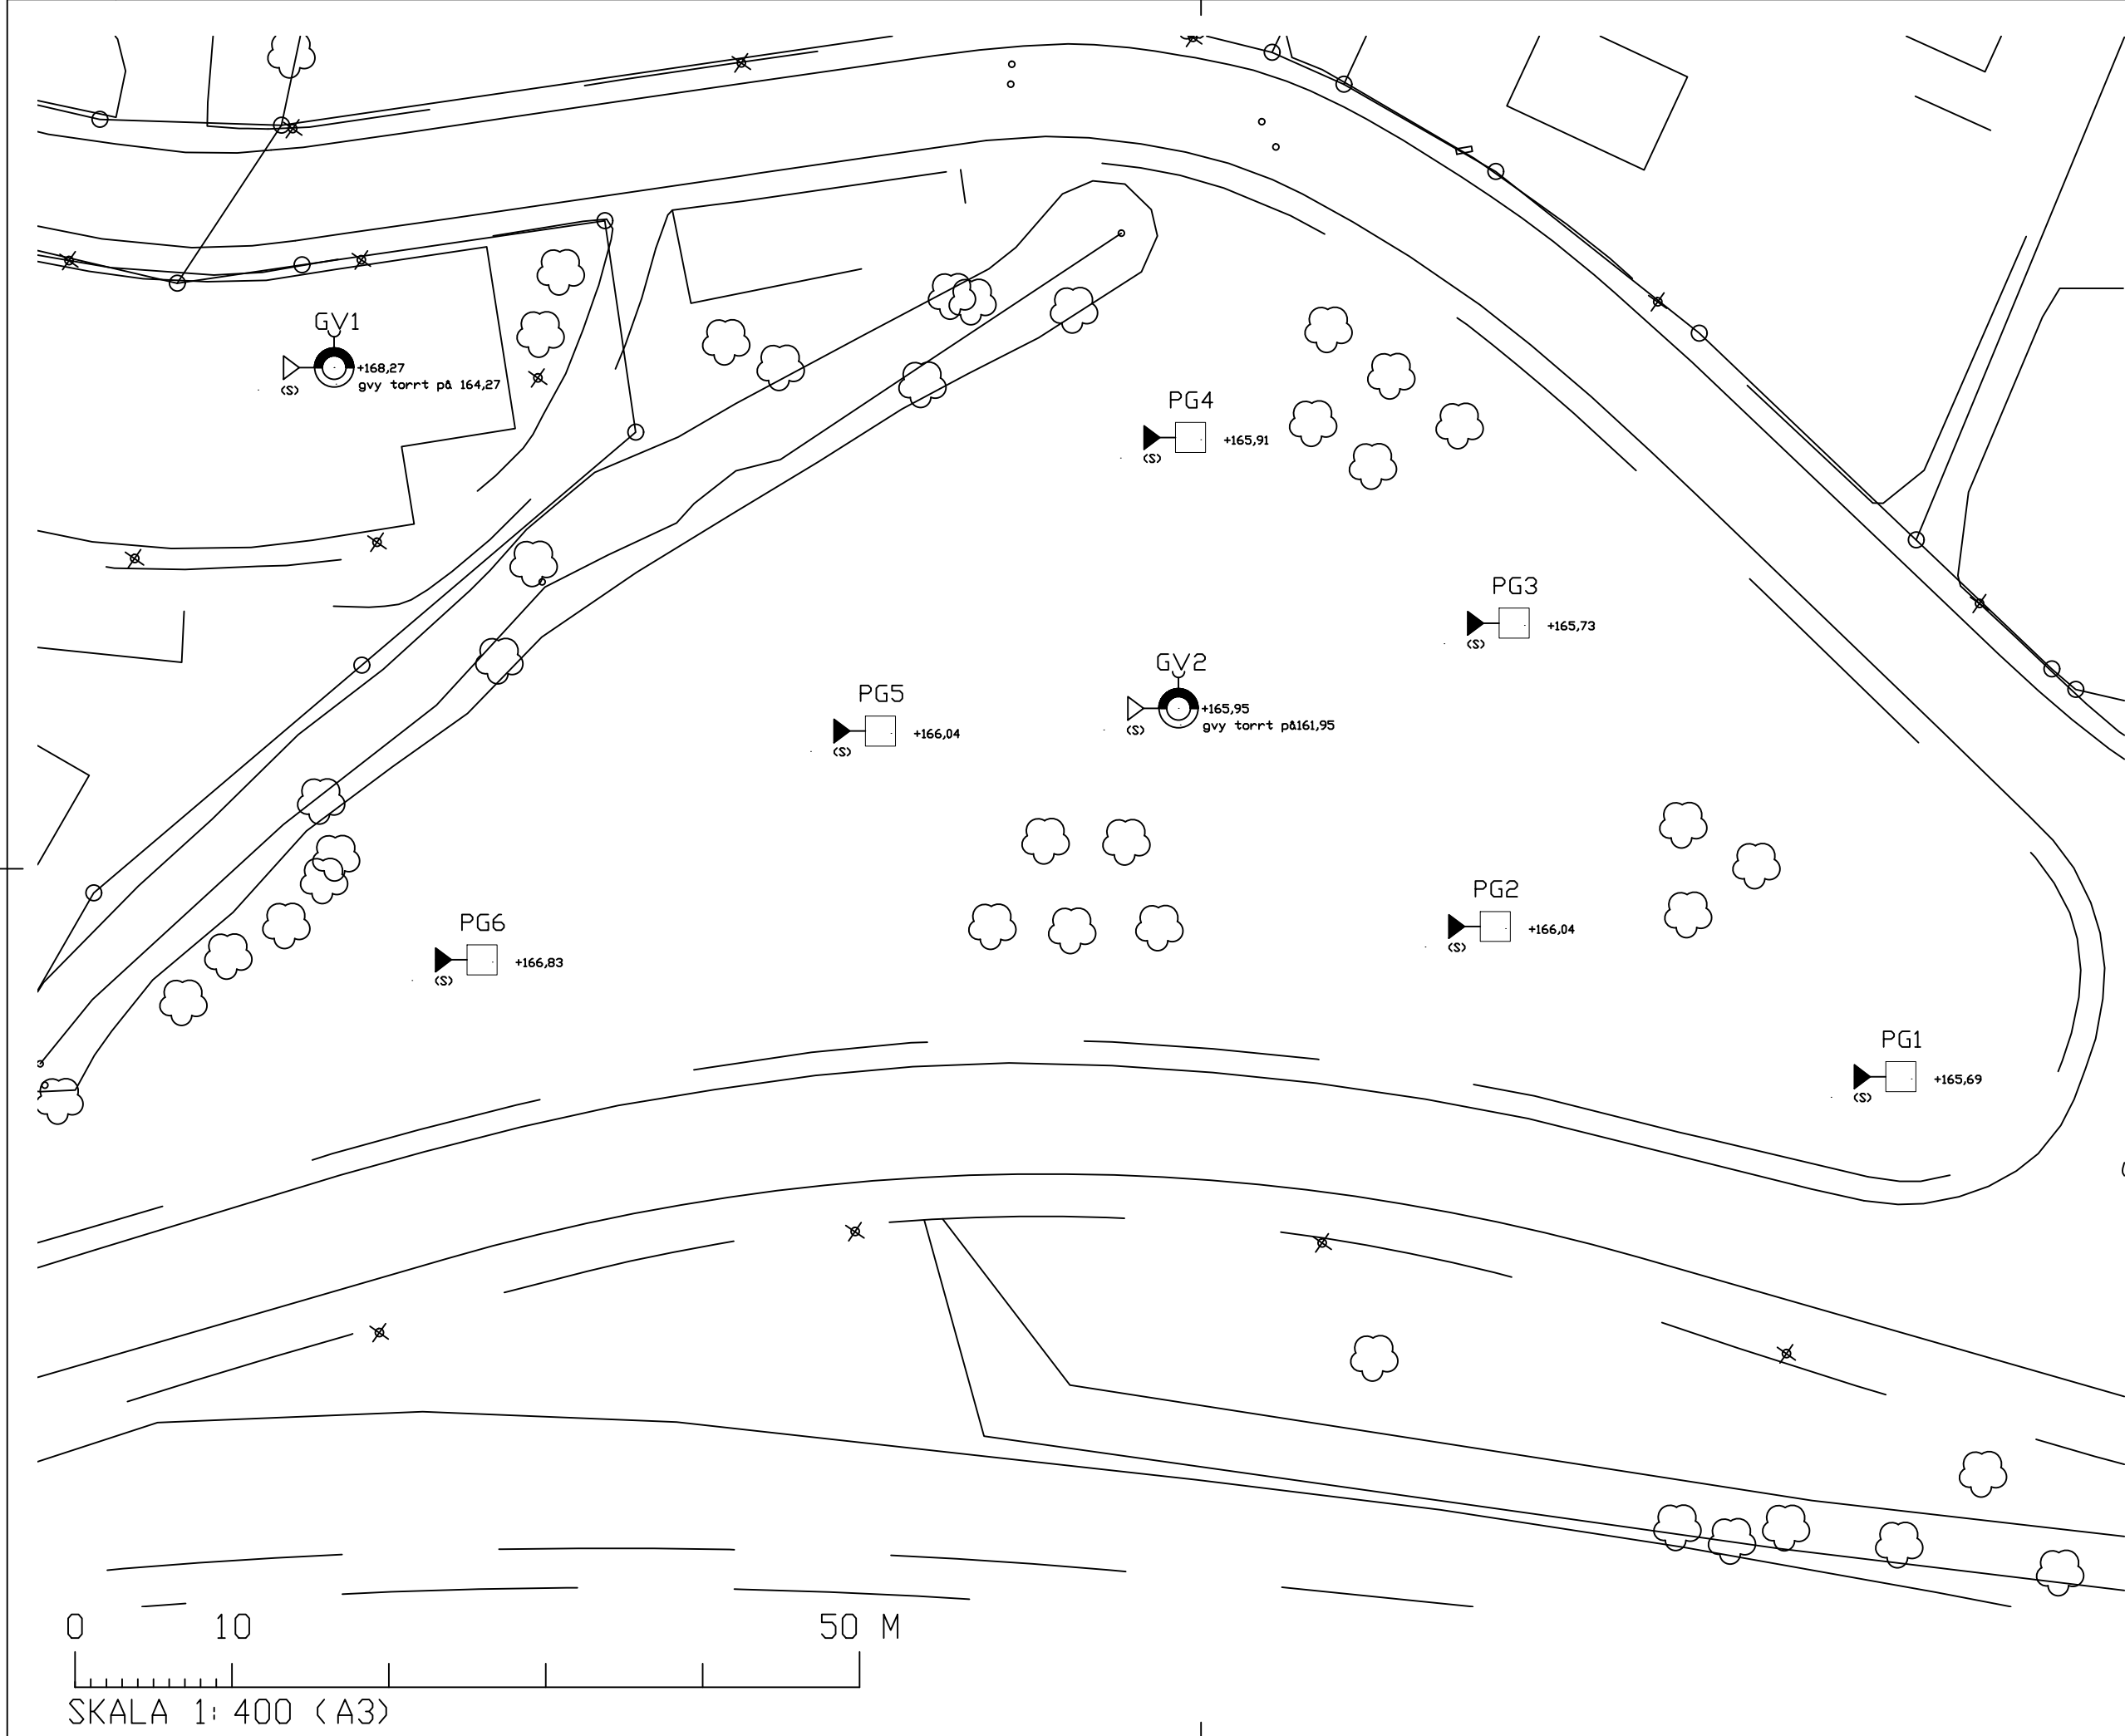 GV1
+168,27
gvy torrt på 164,27
(S)
PG4
+165,91
(S)
PG3
+165,73
(S)
GV2
+165,95
gvy torrt på161,95
(S)
PG5
+166,04
(S)
PG2
+166,04
(S)
PG6
+166,83
(S)
PG1
+165,69
(S)
0 10 50 M
SKALA 1:400 (A3)